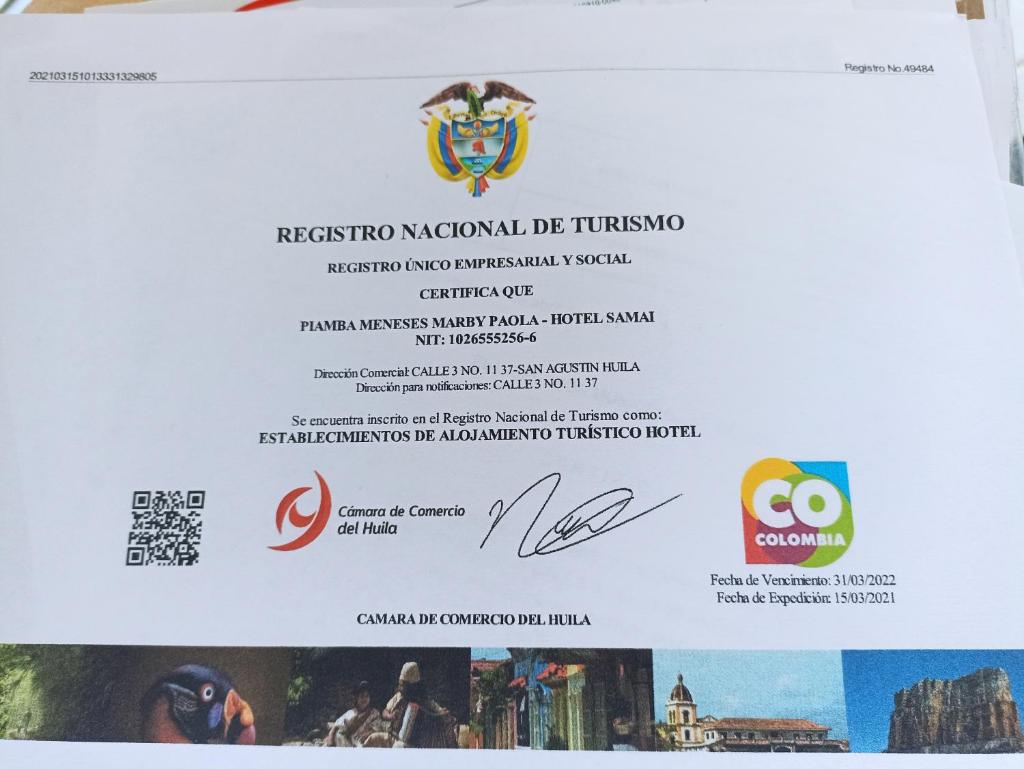 202103151013331329805
Registro No.49484
REGISTRO NACIONAL DE TURISMO
REGISTRO ÚNICO EMPRESARIAL Y SOCIAL
CERTIFICA QUE
PIAMBA MENESES MARBY PAOLA - HOTEL SAMAI
NIT: 1026555256-6
Dirección Comercial: CALLE 3 NO. 11 37-SAN AGUSTIN HUILA
Dirección para notificaciones: CALLE 3 NO. 11 37
Se encuentra inscrito en el Registro Nacional de Turismo como:
ESTABLECIMIENTOS DE ALOJAMIENTO TURÍSTICO HOTEL
Cámara de Comercio
del Huila
CO
COLOMBIA
Fecha de Vencimiento: 31/03/2022
Fecha de Expedición: 15/03/2021
CAMARA DE COMERCIO DEL HUILA